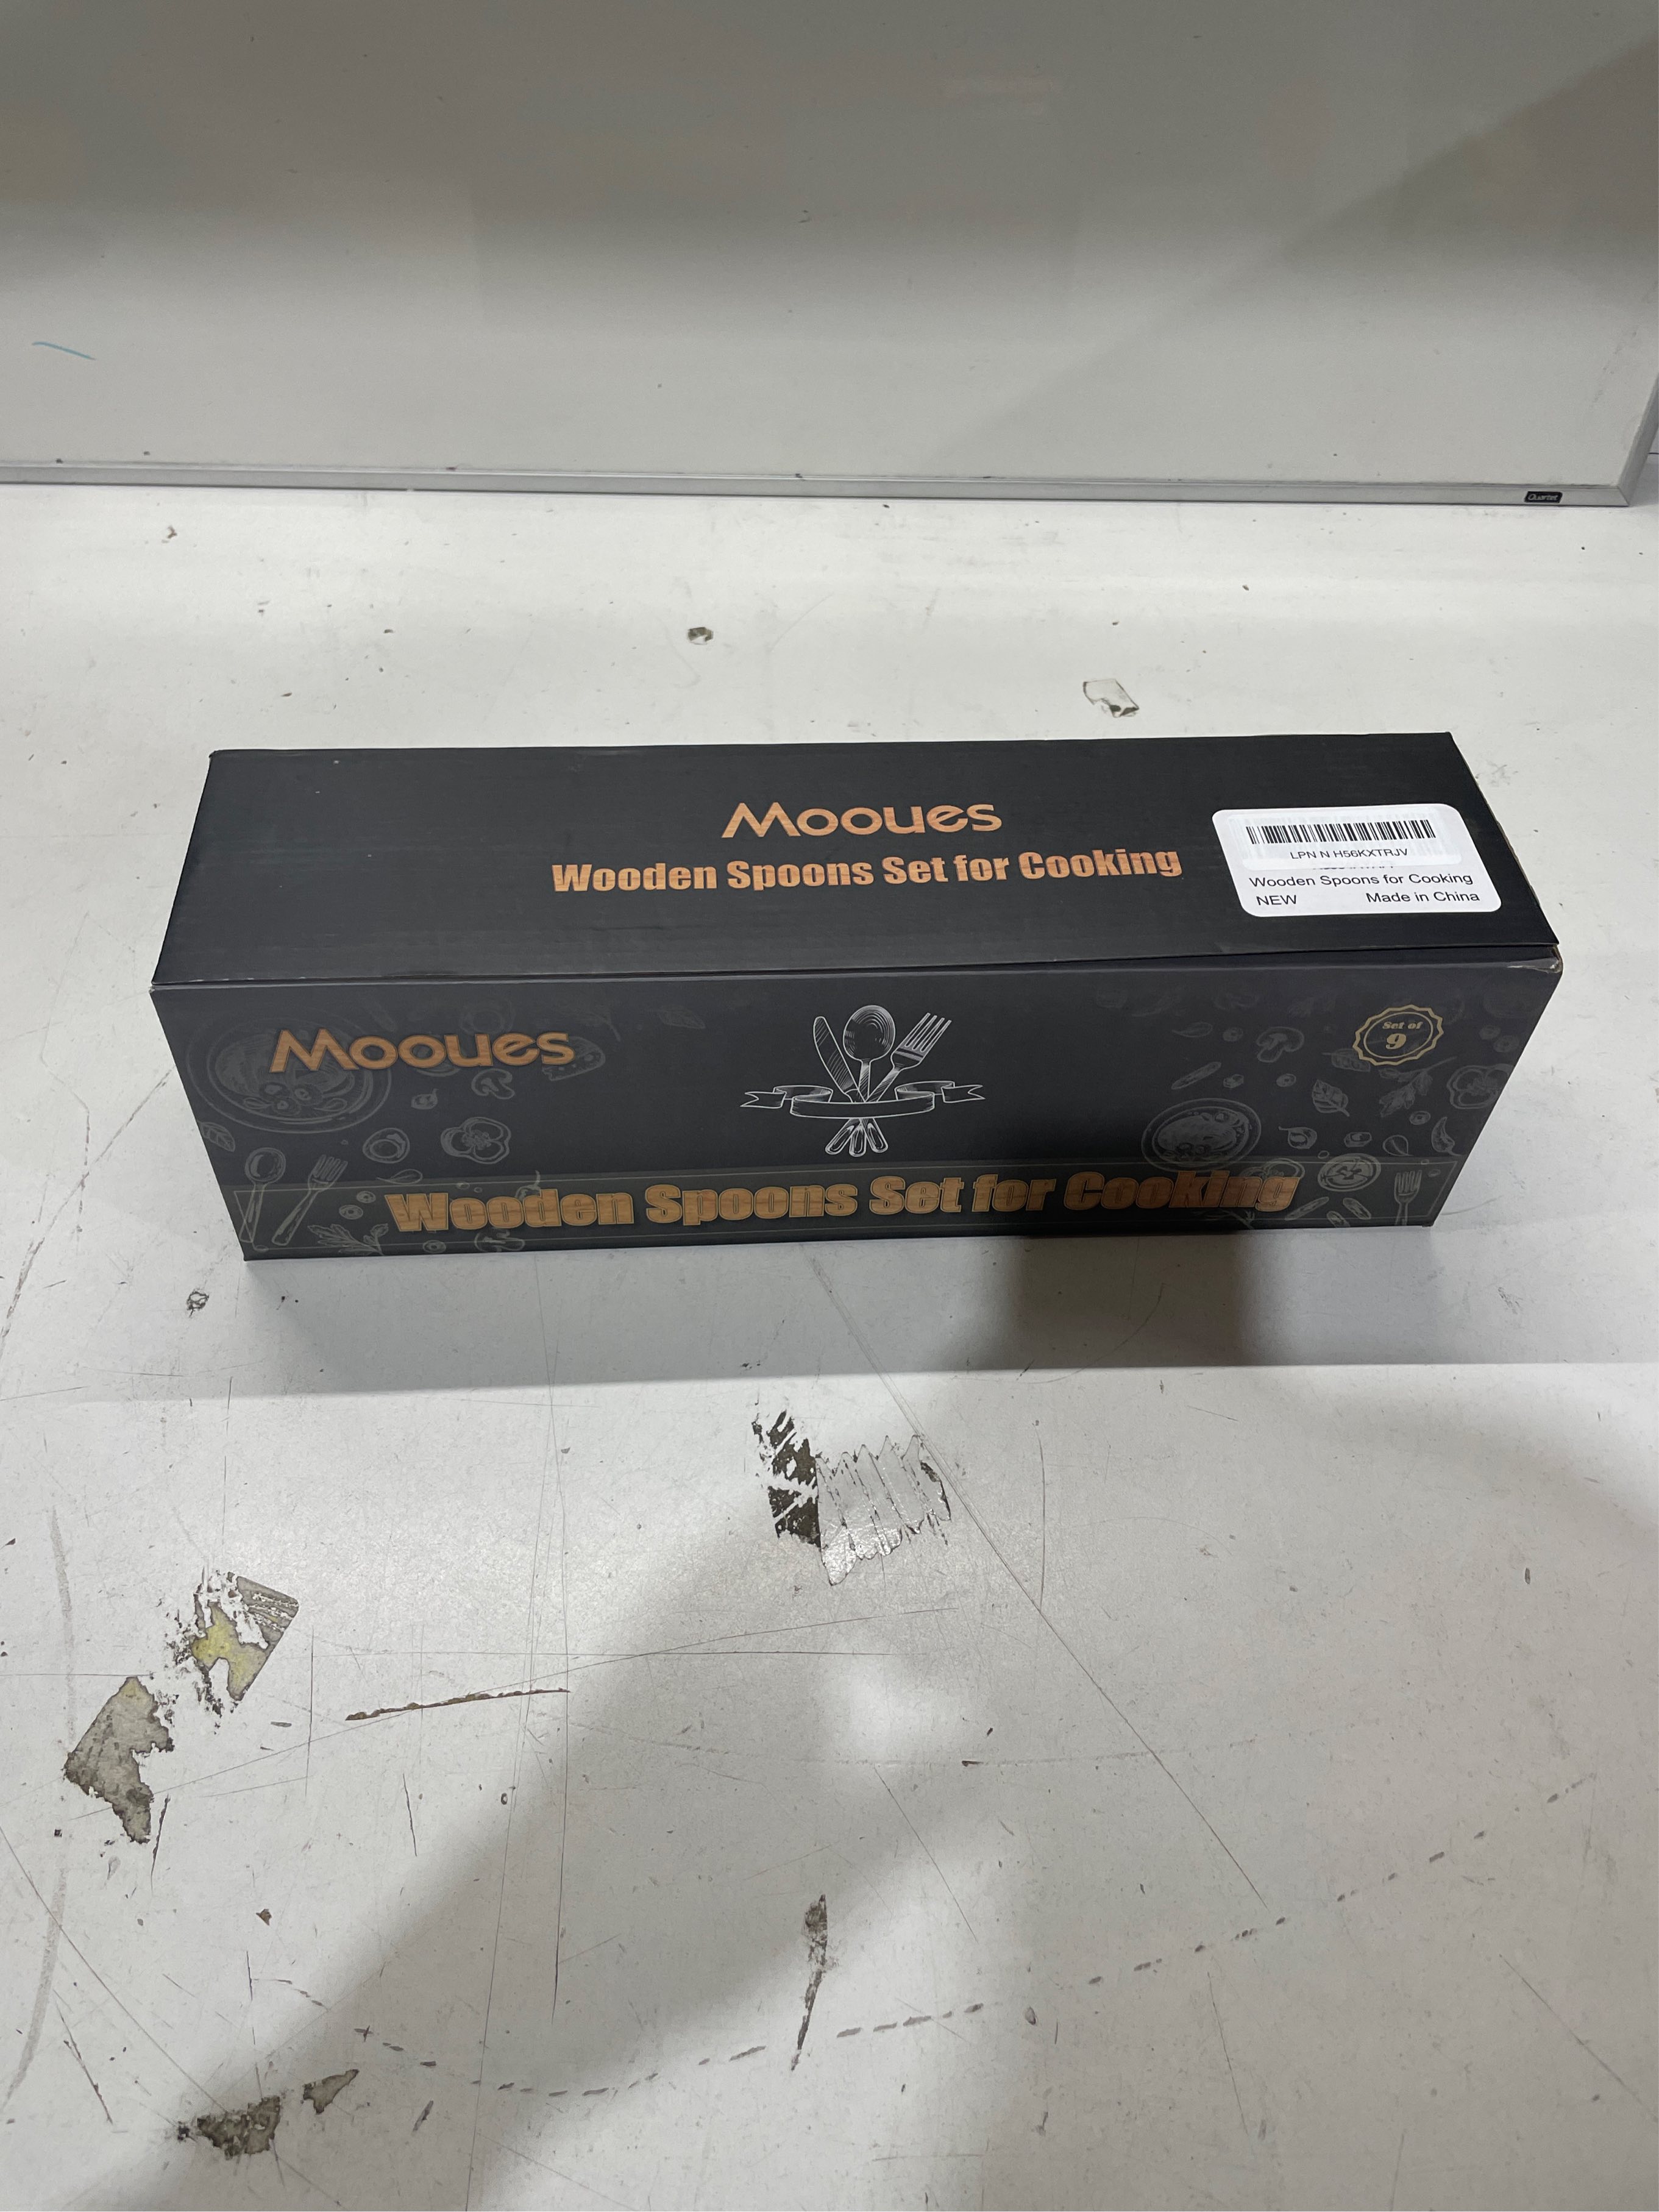 Quartet
Mooues
Wooden Spoons Set for Cooking
LPN N H56KXTRJV
Wooden Spoons for Cooking
NEW Made in China
Mooues
Set of
9
Wooden Spoons Set for Cooking